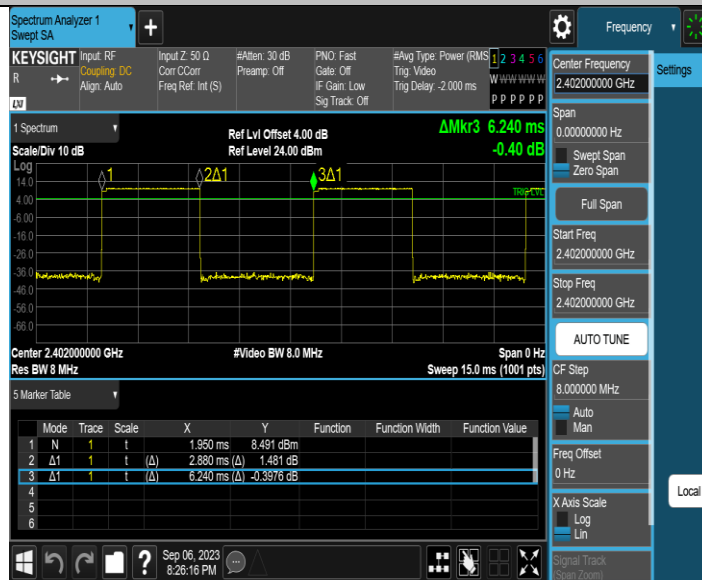 Spectrum Analyzer 1
Swept SA
Frequency
KEYSIGHT
R
LXI
Input: RF
Coupling: DC
Align: Auto
Input Z: 50 Ω
Corr CCorr
Freq Ref: Int (S)
#Atten: 30 dB
Preamp: Off
PNO: Fast
Gate: Off
IF Gain: Low
Sig Track: Off
#Avg Type: Power (RMS
Trig: Video
Trig Delay: -2.000 ms
1 2 3 4 5 6
W W W W W W
P P P P P P
1 Spectrum
Scale/Div 10 dB
Ref Lvl Offset 4.00 dB
Ref Level 24.00 dBm
ΔMkr3 6.240 ms
-0.40 dB
Log
14.0
4.00
-6.00
-16.0
-26.0
-36.0
-46.0
-56.0
-66.0
1
2Δ1
3Δ1
TRIG LVL
Center 2.402000000 GHz
#Video BW 8.0 MHz
Span 0 Hz
Res BW 8 MHz
Sweep 15.0 ms (1001 pts)
5 Marker Table
Mode Trace Scale X Y Function Function Width Function Value
1 N 1 t 1.950 ms 8.491 dBm
2 Δ1 1 t (Δ) 2.880 ms (Δ) 1.481 dB
3 Δ1 1 t (Δ) 6.240 ms (Δ) -0.3976 dB
4
5
6
Sep 06, 2023
8:26:16 PM
Center Frequency
2.402000000 GHz
Span
0.00000000 Hz
Swept Span
Zero Span
Full Span
Start Freq
2.402000000 GHz
Stop Freq
2.402000000 GHz
AUTO TUNE
CF Step
8.000000 MHz
Auto
Man
Freq Offset
0 Hz
X Axis Scale
Log
Lin
Signal Track
(Span Zoom)
Settings
Local